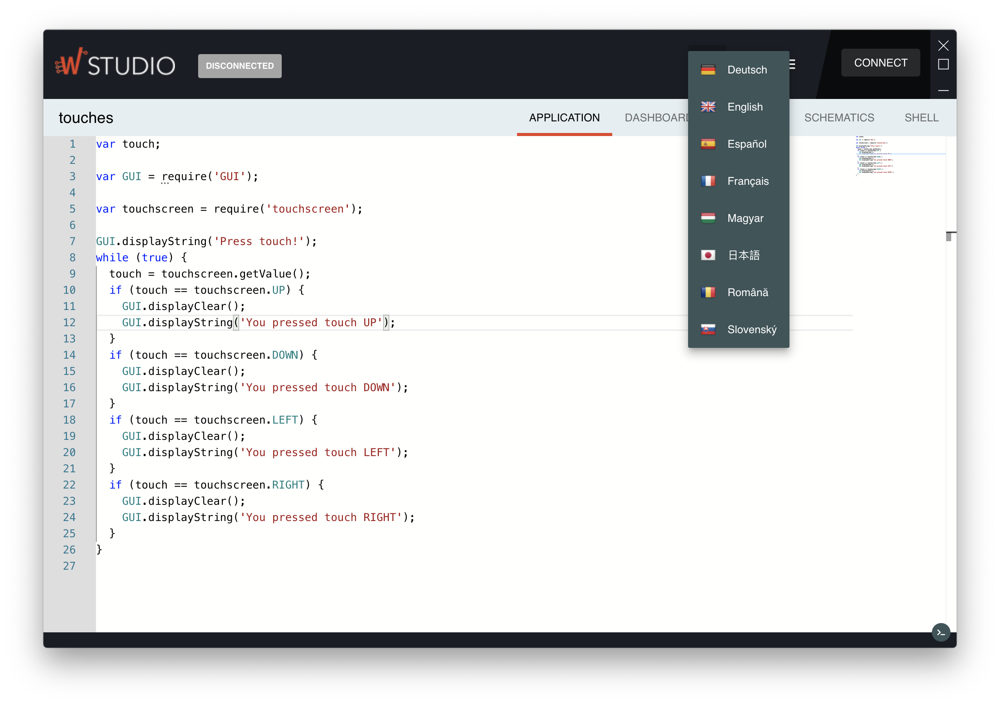 W STUDIO
DISCONNECTED
CONNECT
touches
APPLICATION
DASHBOARD
SCHEMATICS
SHELL
Deutsch
English
Español
Français
Magyar
日本語
Română
Slovenský
1 var touch;
2
3 var GUI = require('GUI');
4
5 var touchscreen = require('touchscreen');
6
7 GUI.displayString('Press touch!');
8 while (true) {
9   touch = touchscreen.getValue();
10   if (touch == touchscreen.UP) {
11     GUI.displayClear();
12     GUI.displayString('You pressed touch UP');
13   }
14   if (touch == touchscreen.DOWN) {
15     GUI.displayClear();
16     GUI.displayString('You pressed touch DOWN');
17   }
18   if (touch == touchscreen.LEFT) {
19     GUI.displayClear();
20     GUI.displayString('You pressed touch LEFT');
21   }
22   if (touch == touchscreen.RIGHT) {
23     GUI.displayClear();
24     GUI.displayString('You pressed touch RIGHT');
25   }
26 }
27